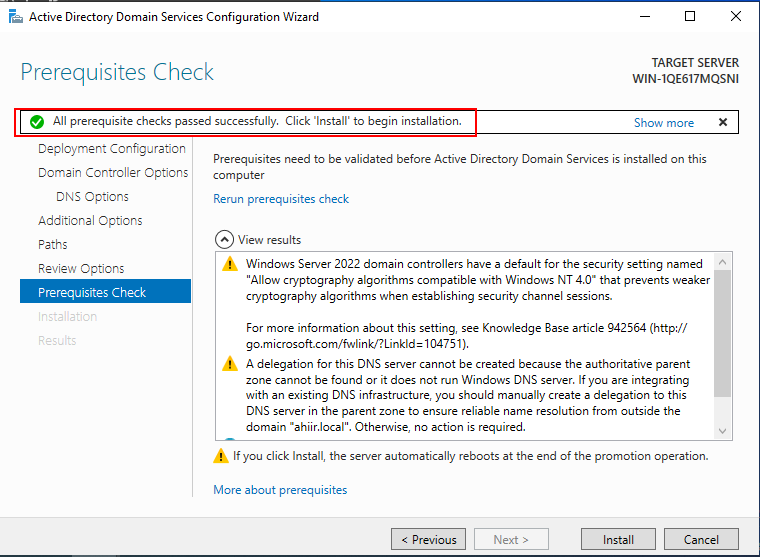 Active Directory Domain Services Configuration Wizard
Prerequisites Check
TARGET SERVER
WIN-1QE617MQSNI
All prerequisite checks passed successfully.  Click 'Install' to begin installation.
Show more
Deployment Configuration
Domain Controller Options
DNS Options
Additional Options
Paths
Review Options
Prerequisites Check
Installation
Results
Prerequisites need to be validated before Active Directory Domain Services is installed on this
computer
Rerun prerequisites check
View results
Windows Server 2022 domain controllers have a default for the security setting named
"Allow cryptography algorithms compatible with Windows NT 4.0" that prevents weaker
cryptography algorithms when establishing security channel sessions.
For more information about this setting, see Knowledge Base article 942564 (http://
go.microsoft.com/fwlink/?LinkId=104751).
A delegation for this DNS server cannot be created because the authoritative parent
zone cannot be found or it does not run Windows DNS server. If you are integrating
with an existing DNS infrastructure, you should manually create a delegation to this
DNS server in the parent zone to ensure reliable name resolution from outside the
domain "ahiir.local". Otherwise, no action is required.
If you click Install, the server automatically reboots at the end of the promotion operation.
More about prerequisites
< Previous
Next >
Install
Cancel